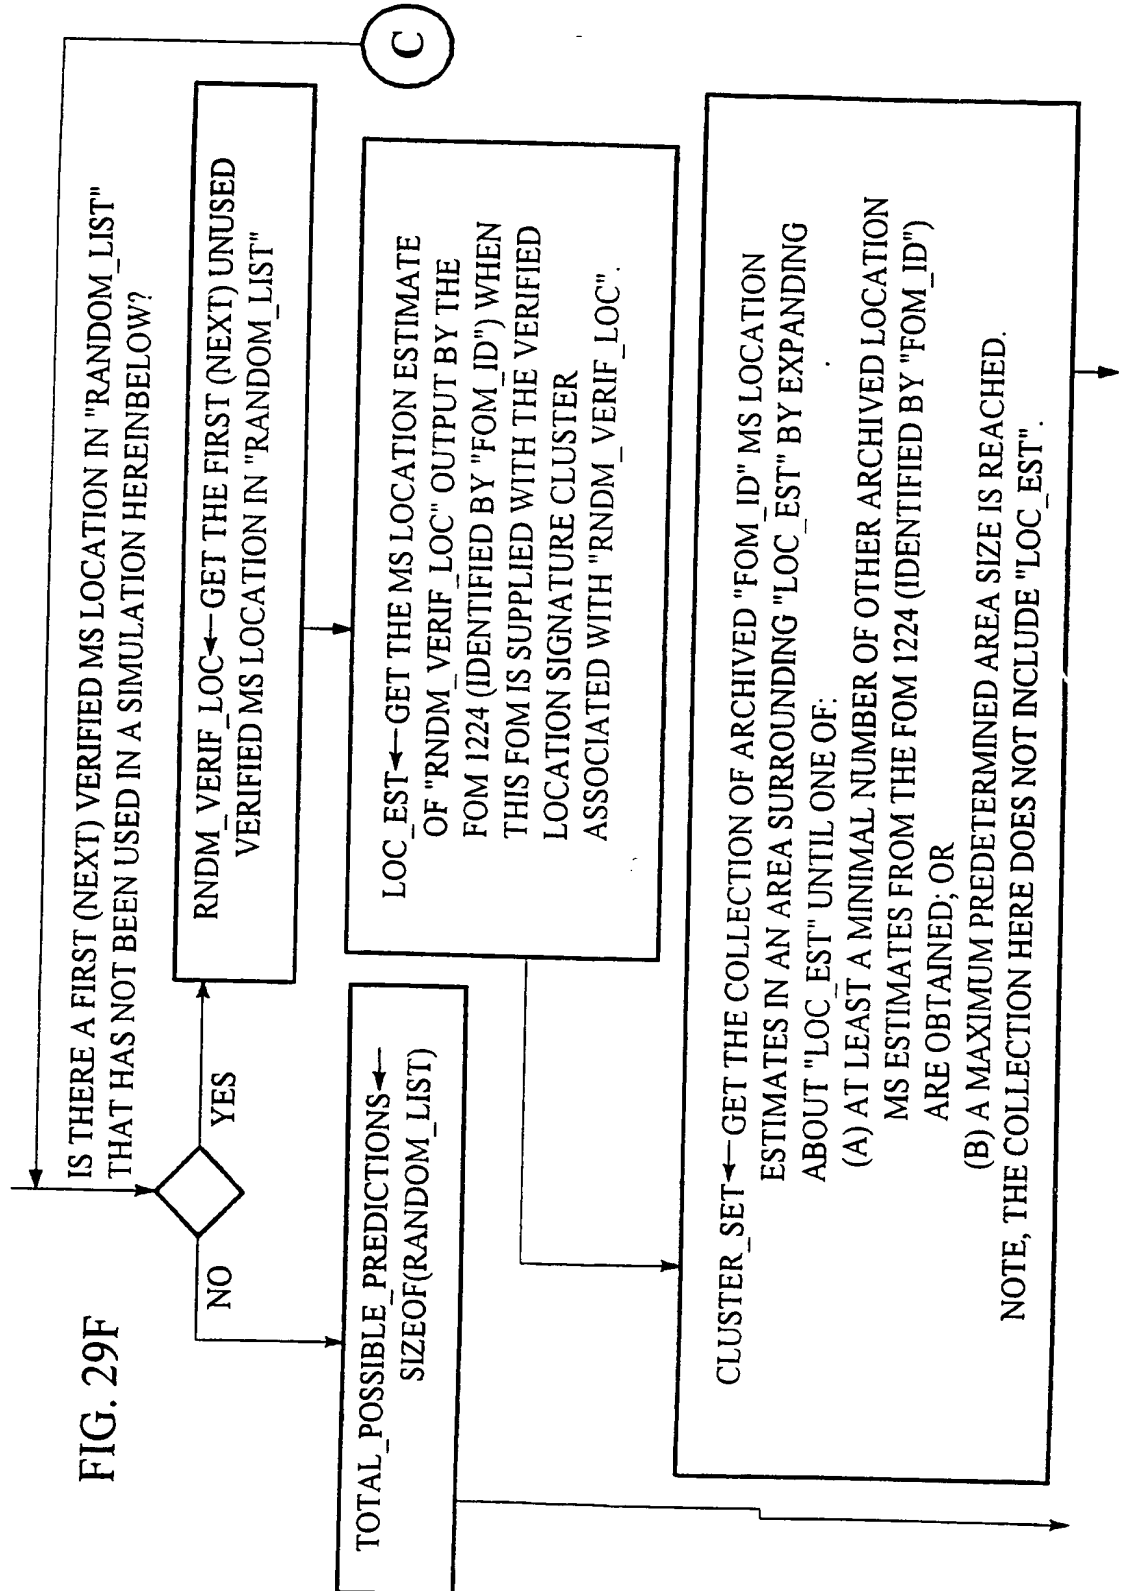 FIG. 29F
C
IS THERE A FIRST (NEXT) VERIFIED MS LOCATION IN "RANDOM_LIST"
THAT HAS NOT BEEN USED IN A SIMULATION HEREINBELOW?
NO
YES
RNDM_VERIF_LOC←GET THE FIRST (NEXT) UNUSED
VERIFIED MS LOCATION IN "RANDOM_LIST"
TOTAL_POSSIBLE_PREDICTIONS←
SIZEOF(RANDOM_LIST)
LOC_EST←GET THE MS LOCATION ESTIMATE
OF "RNDM_VERIF_LOC" OUTPUT BY THE
FOM 1224 (IDENTIFIED BY "FOM_ID") WHEN
THIS FOM IS SUPPLIED WITH THE VERIFIED
LOCATION SIGNATURE CLUSTER
ASSOCIATED WITH "RNDM_VERIF_LOC".
CLUSTER_SET←GET THE COLLECTION OF ARCHIVED "FOM_ID" MS LOCATION
ESTIMATES IN AN AREA SURROUNDING "LOC_EST" BY EXPANDING
ABOUT "LOC_EST" UNTIL ONE OF:
(A) AT LEAST A MINIMAL NUMBER OF OTHER ARCHIVED LOCATION
MS ESTIMATES FROM THE FOM 1224 (IDENTIFIED BY "FOM_ID")
ARE OBTAINED; OR
(B) A MAXIMUM PREDETERMINED AREA SIZE IS REACHED.
NOTE, THE COLLECTION HERE DOES NOT INCLUDE "LOC_EST".